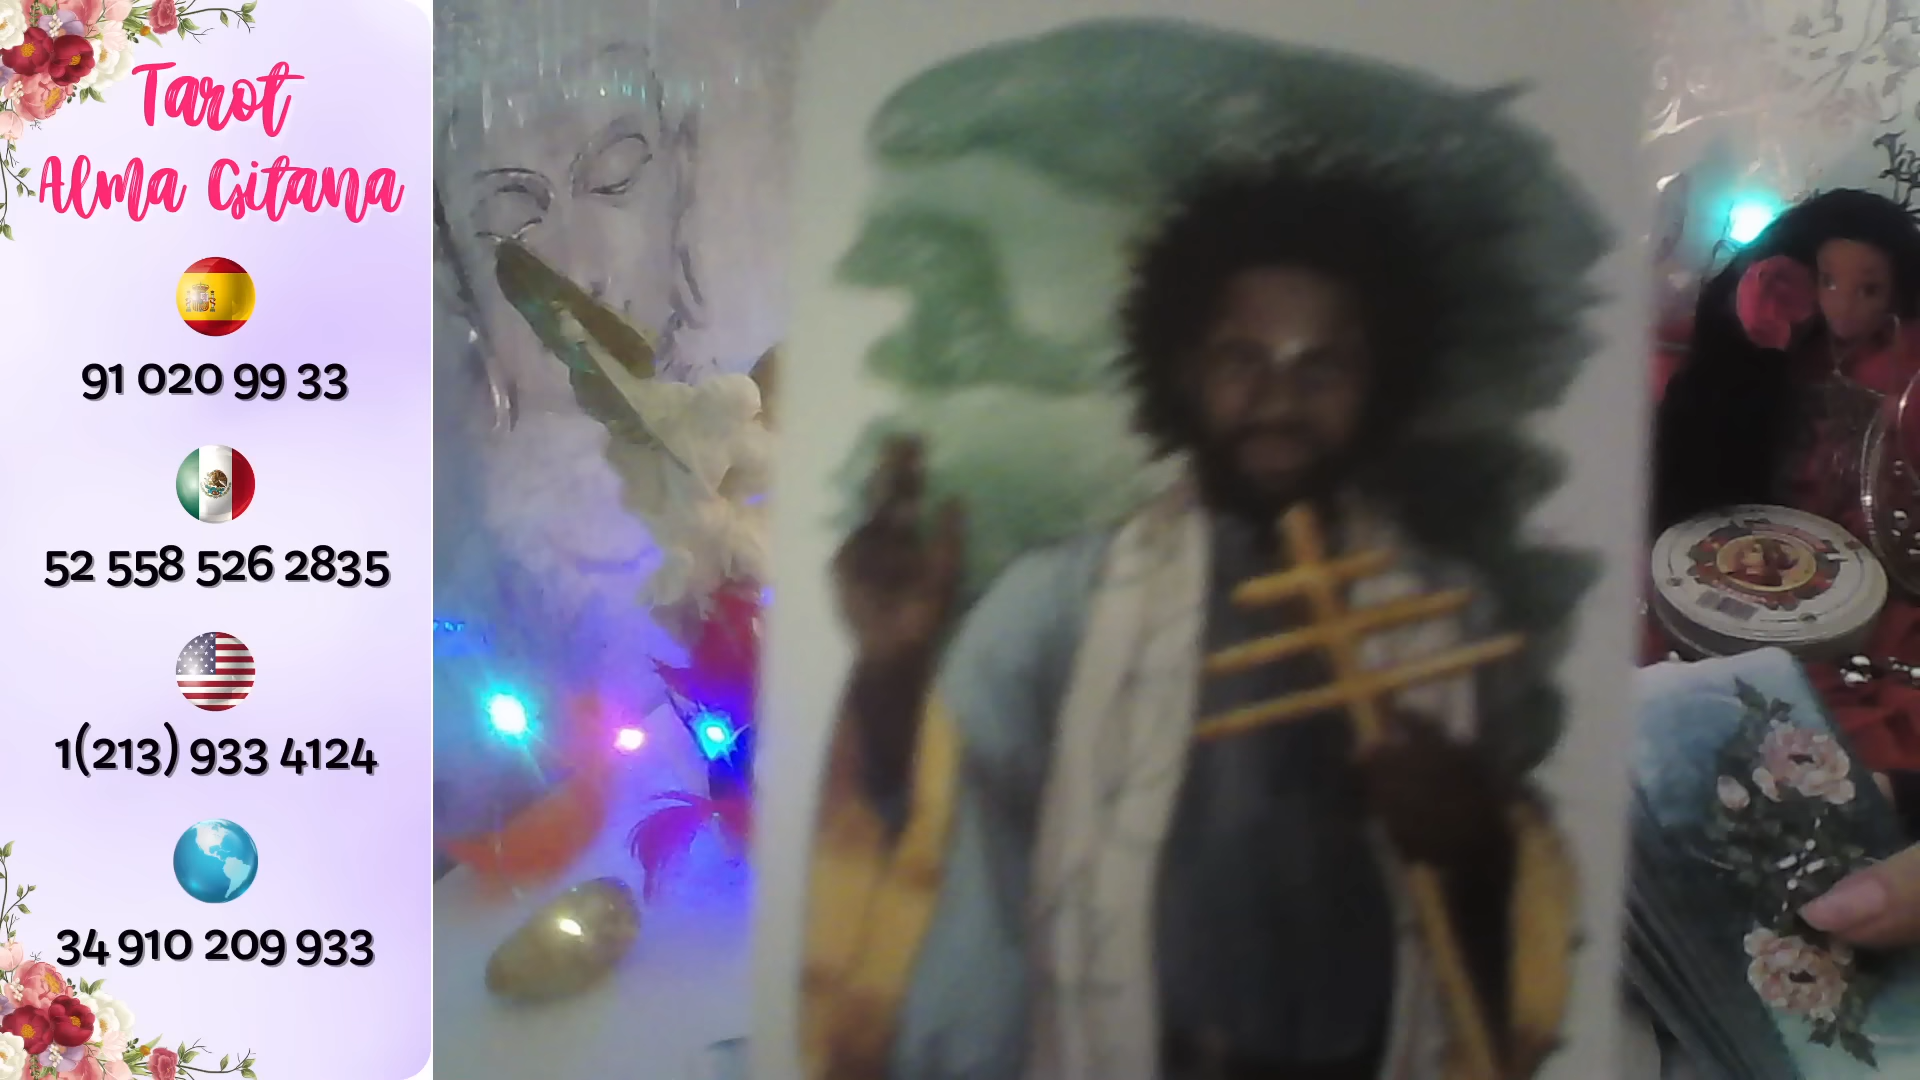 Tarot
Alma Gitana
91 020 99 33
52 558 526 2835
1(213) 933 4124
34 910 209 933